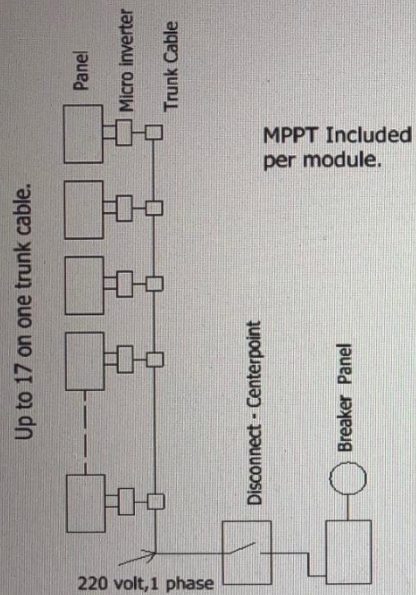 Up to 17 on one trunk cable.
Panel
Micro inverter
Trunk Cable
MPPT Included
per module.
Disconnect - Centerpoint
Breaker Panel
220 volt,1 phase